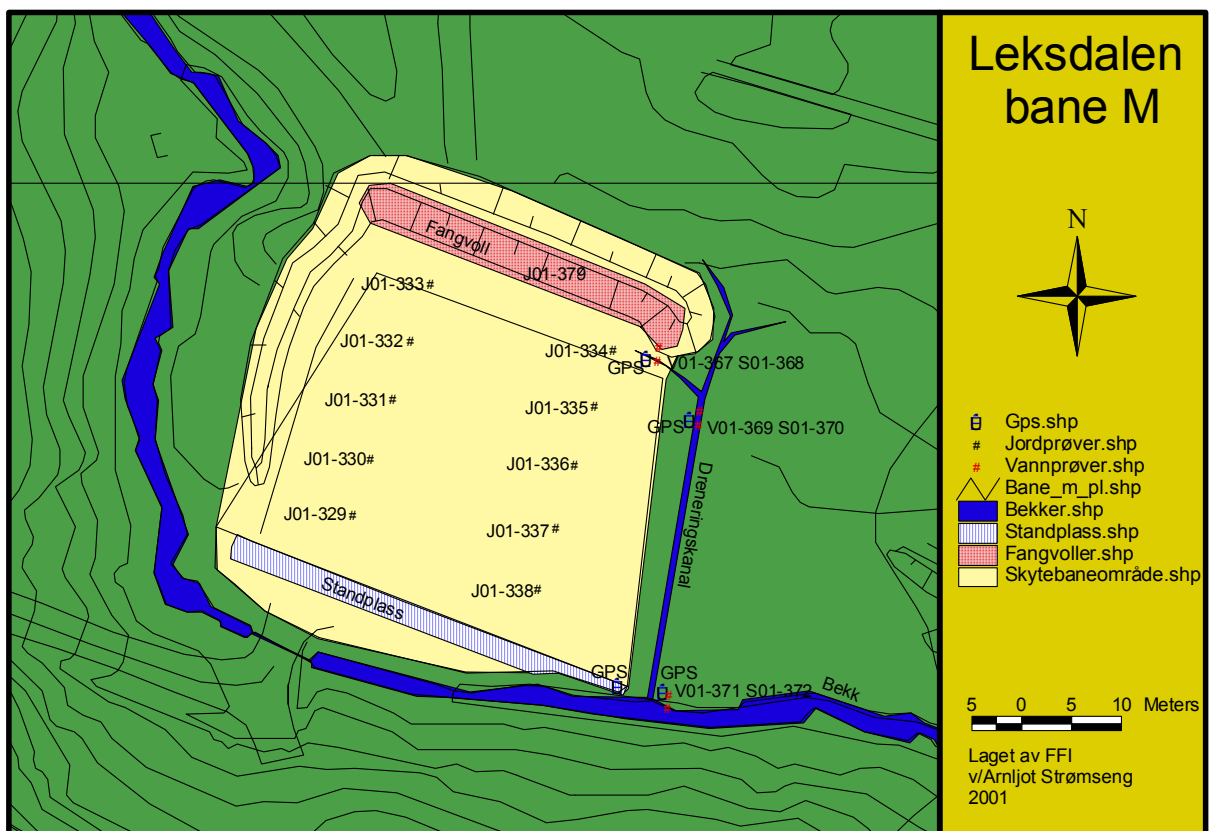 Leksdalen
bane M
N
Fangvoll
J01-379
J01-333#
J01-332 #
J01-334#
GPS
V01-367 S01-368
J01-331 #
J01-335 #
GPS
V01-369 S01-370
J01-330#
J01-336 #
Dreneringskanal
J01-329#
J01-337 #
Standplass
J01-338#
GPS
GPS
V01-371 S01-372
Bekk
Gps.shp
# Jordprøver.shp
# Vannprøver.shp
Bane_m_pl.shp
Bekker.shp
Standplass.shp
Fangvoller.shp
Skytebaneområde.shp
5 0 5 10 Meters
Laget av FFI
v/Arnljot Strømseng
2001